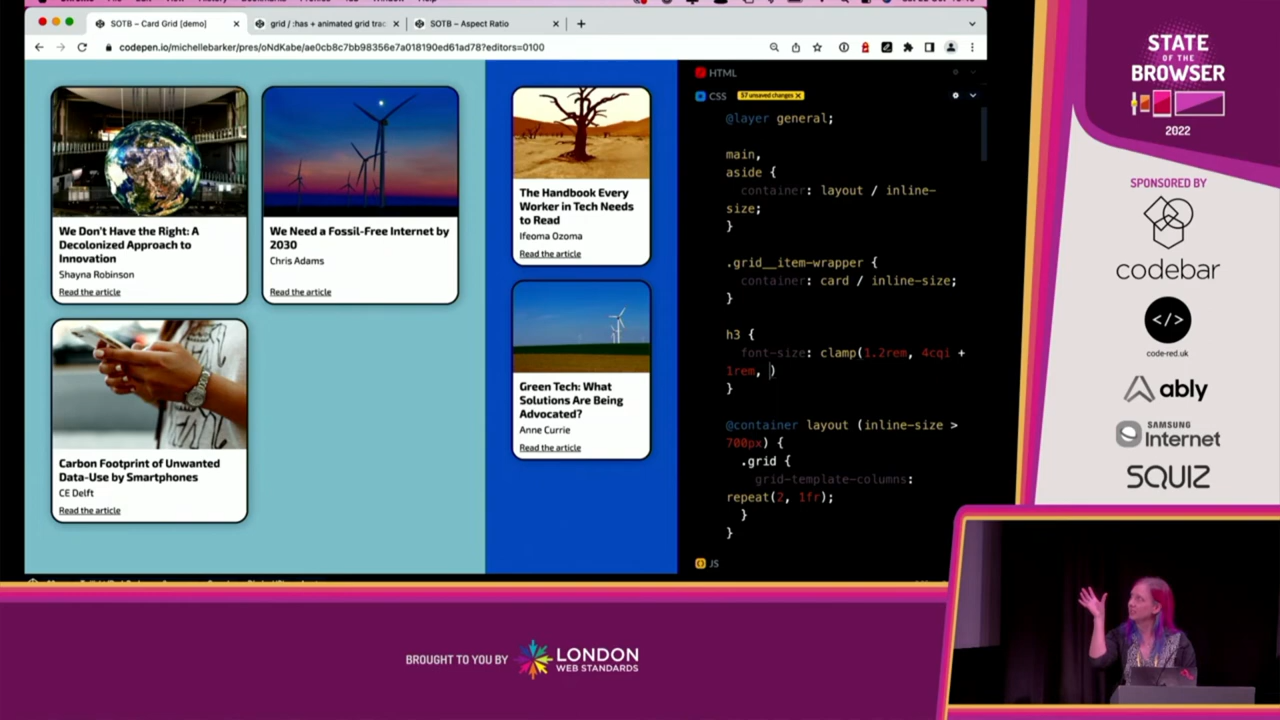 SOTB – Card Grid [demo]
grid / :has + animated grid trac
SOTB – Aspect Ratio
codepen.io/michellebarker/pres/oNdKabe/ae0cb8c7bb98356e7a018190ed61ad78?editors=0100
We Don't Have the Right: A
Decolonized Approach to
Innovation
Shayna Robinson
Read the article
We Need a Fossil-Free Internet by
2030
Chris Adams
Read the article
Carbon Footprint of Unwanted
Data-Use by Smartphones
CE Delft
Read the article
The Handbook Every
Worker in Tech Needs
to Read
Ifeoma Ozoma
Read the article
Green Tech: What
Solutions Are Being
Advocated?
Anne Currie
Read the article
HTML
CSS
57 unsaved changes X
@layer general;
main,
aside {
container: layout / inline-
size;
}
.grid__item-wrapper {
container: card / inline-size;
}
h3 {
font-size: clamp(1.2rem, 4cqi +
1rem, )
}
@container layout (inline-size >
700px) {
.grid {
grid-template-columns:
repeat(2, 1fr);
}
}
JS
STATE
OF THE
BROWSER
2022
SPONSORED BY
codebar
</>
code-red.uk
ably
SAMSUNG
Internet
SQUIZ
BROUGHT TO YOU BY
LONDON
WEB STANDARDS